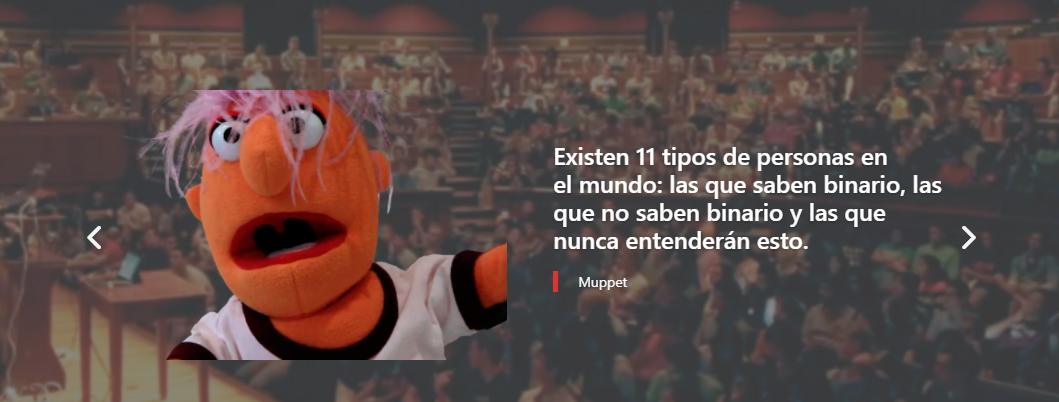 Existen 11 tipos de personas en
el mundo: las que saben binario, las
que no saben binario y las que
nunca entenderán esto.
Muppet